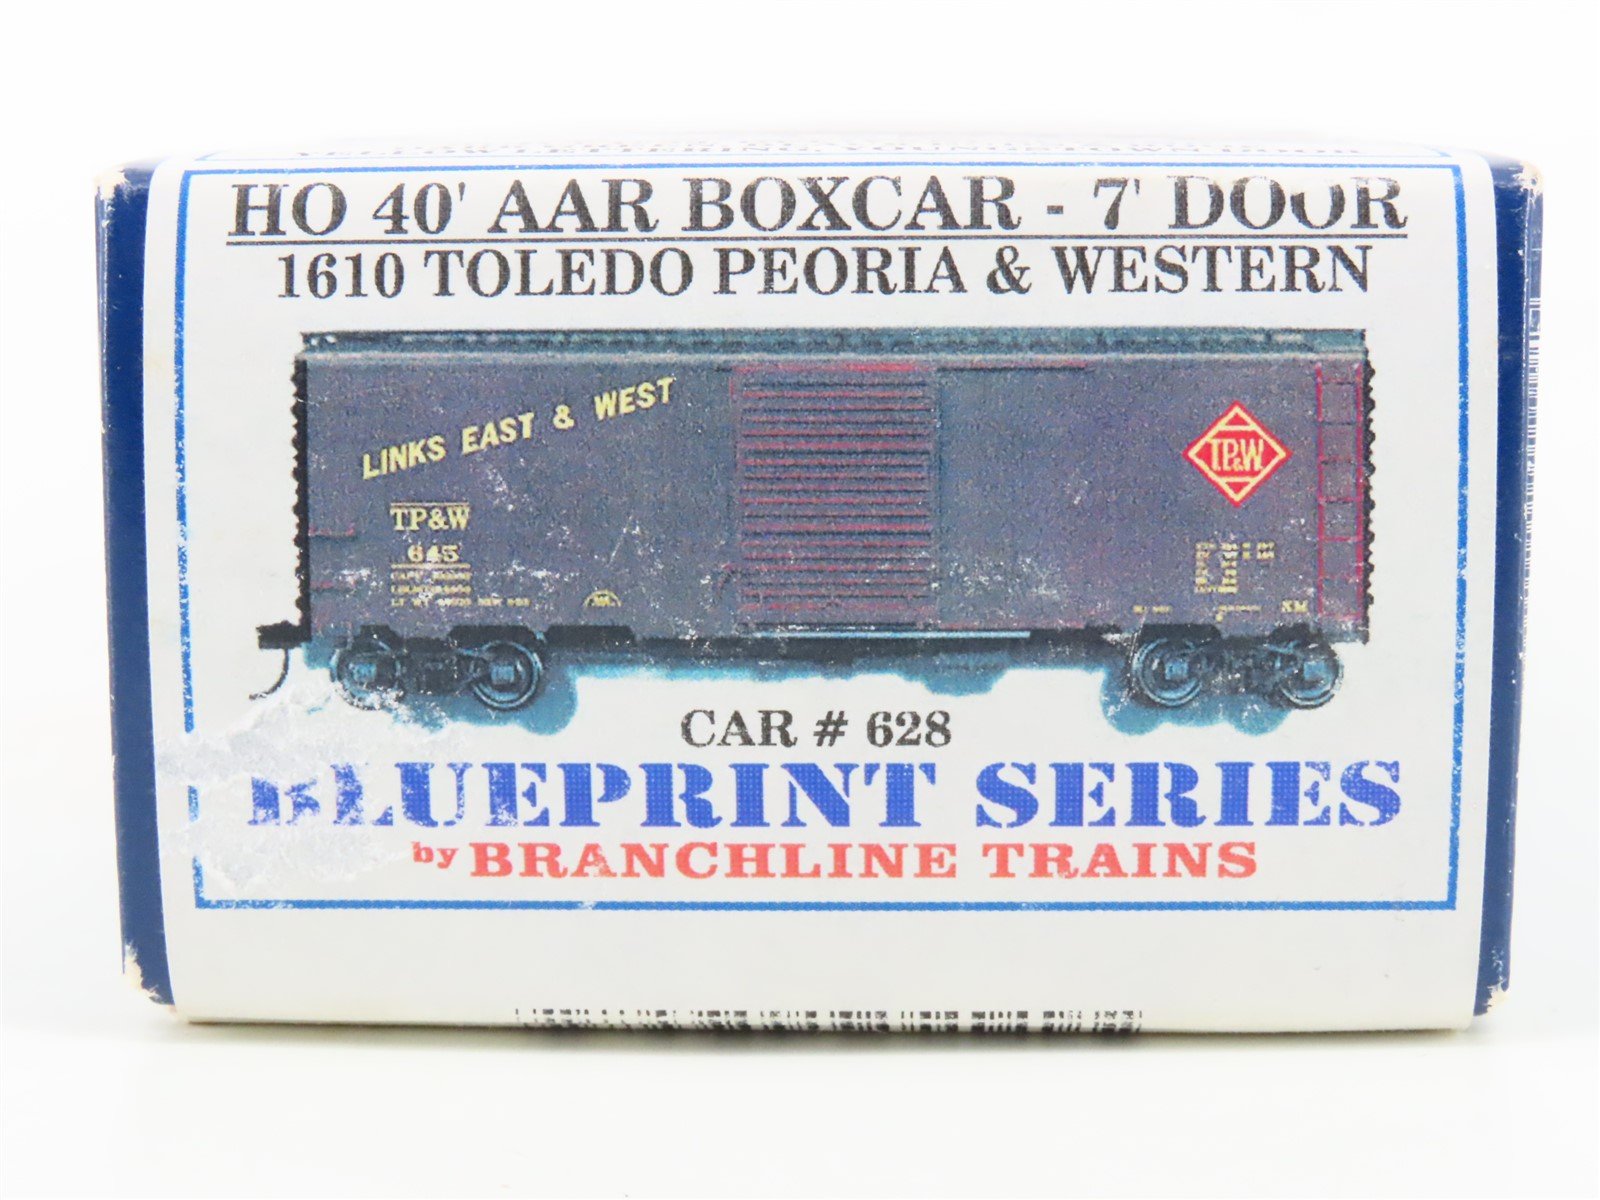 HO 40' AAR BOXCAR - 7' DOOR
1610 TOLEDO PEORIA & WESTERN
LINKS EAST & WEST
T.P.&W.
TP&W
645
CAR # 628
BLUEPRINT SERIES
by BRANCHLINE TRAINS